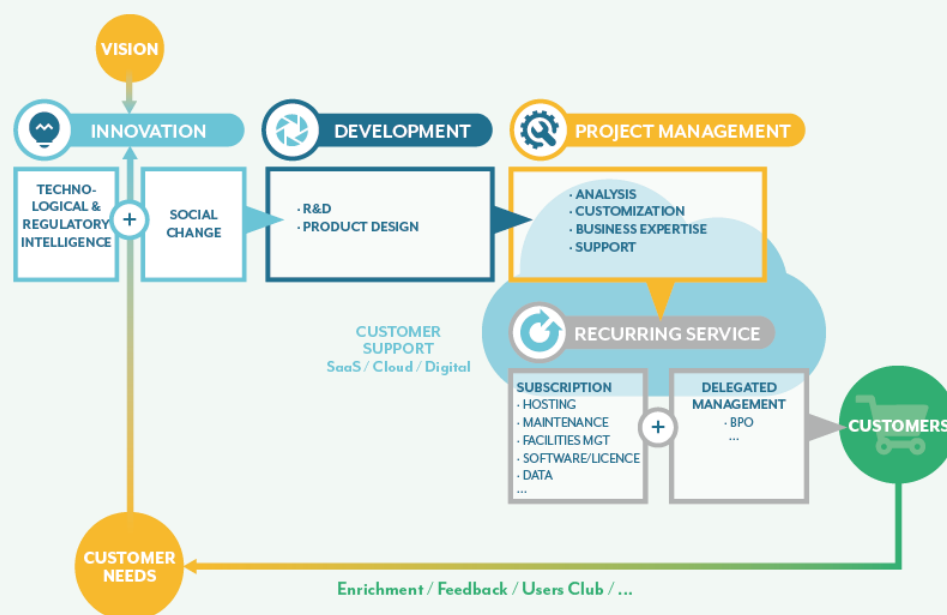 VISION
INNOVATION
DEVELOPMENT
PROJECT MANAGEMENT
TECHNO-
LOGICAL &
REGULATORY
INTELLIGENCE
+
SOCIAL
CHANGE
· R&D
· PRODUCT DESIGN
· ANALYSIS
· CUSTOMIZATION
· BUSINESS EXPERTISE
· SUPPORT
CUSTOMER
SUPPORT
SaaS / Cloud / Digital
RECURRING SERVICE
SUBSCRIPTION
· HOSTING
· MAINTENANCE
· FACILITIES MGT
· SOFTWARE/LICENCE
· DATA
...
+
DELEGATED
MANAGEMENT
· BPO
...
CUSTOMERS
CUSTOMER
NEEDS
Enrichment / Feedback / Users Club / ...